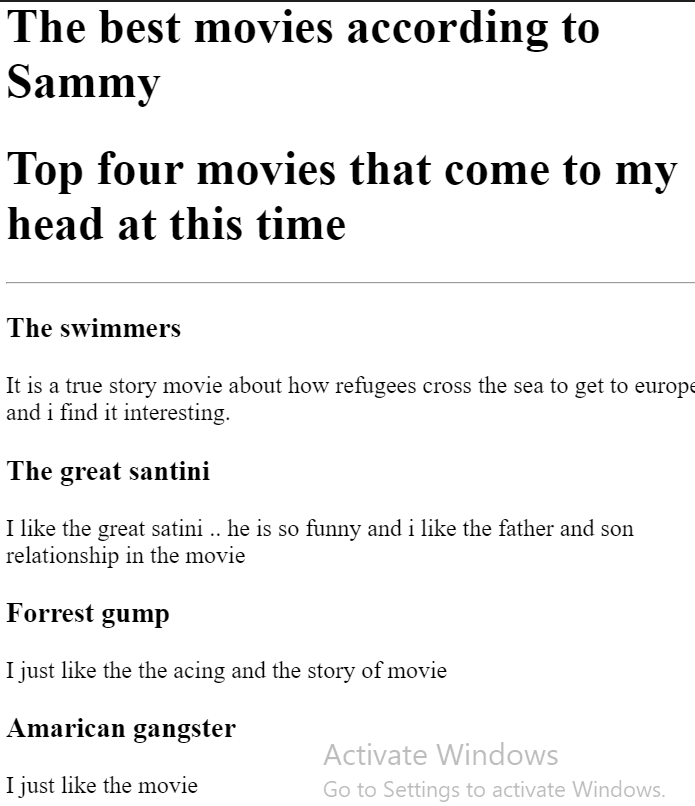 The best movies according to
Sammy
Top four movies that come to my
head at this time
The swimmers
It is a true story movie about how refugees cross the sea to get to europe
and i find it interesting.
The great santini
I like the great satini .. he is so funny and i like the father and son
relationship in the movie
Forrest gump
I just like the the acing and the story of movie
Amarican gangster
I just like the movie
Activate Windows
Go to Settings to activate Windows.